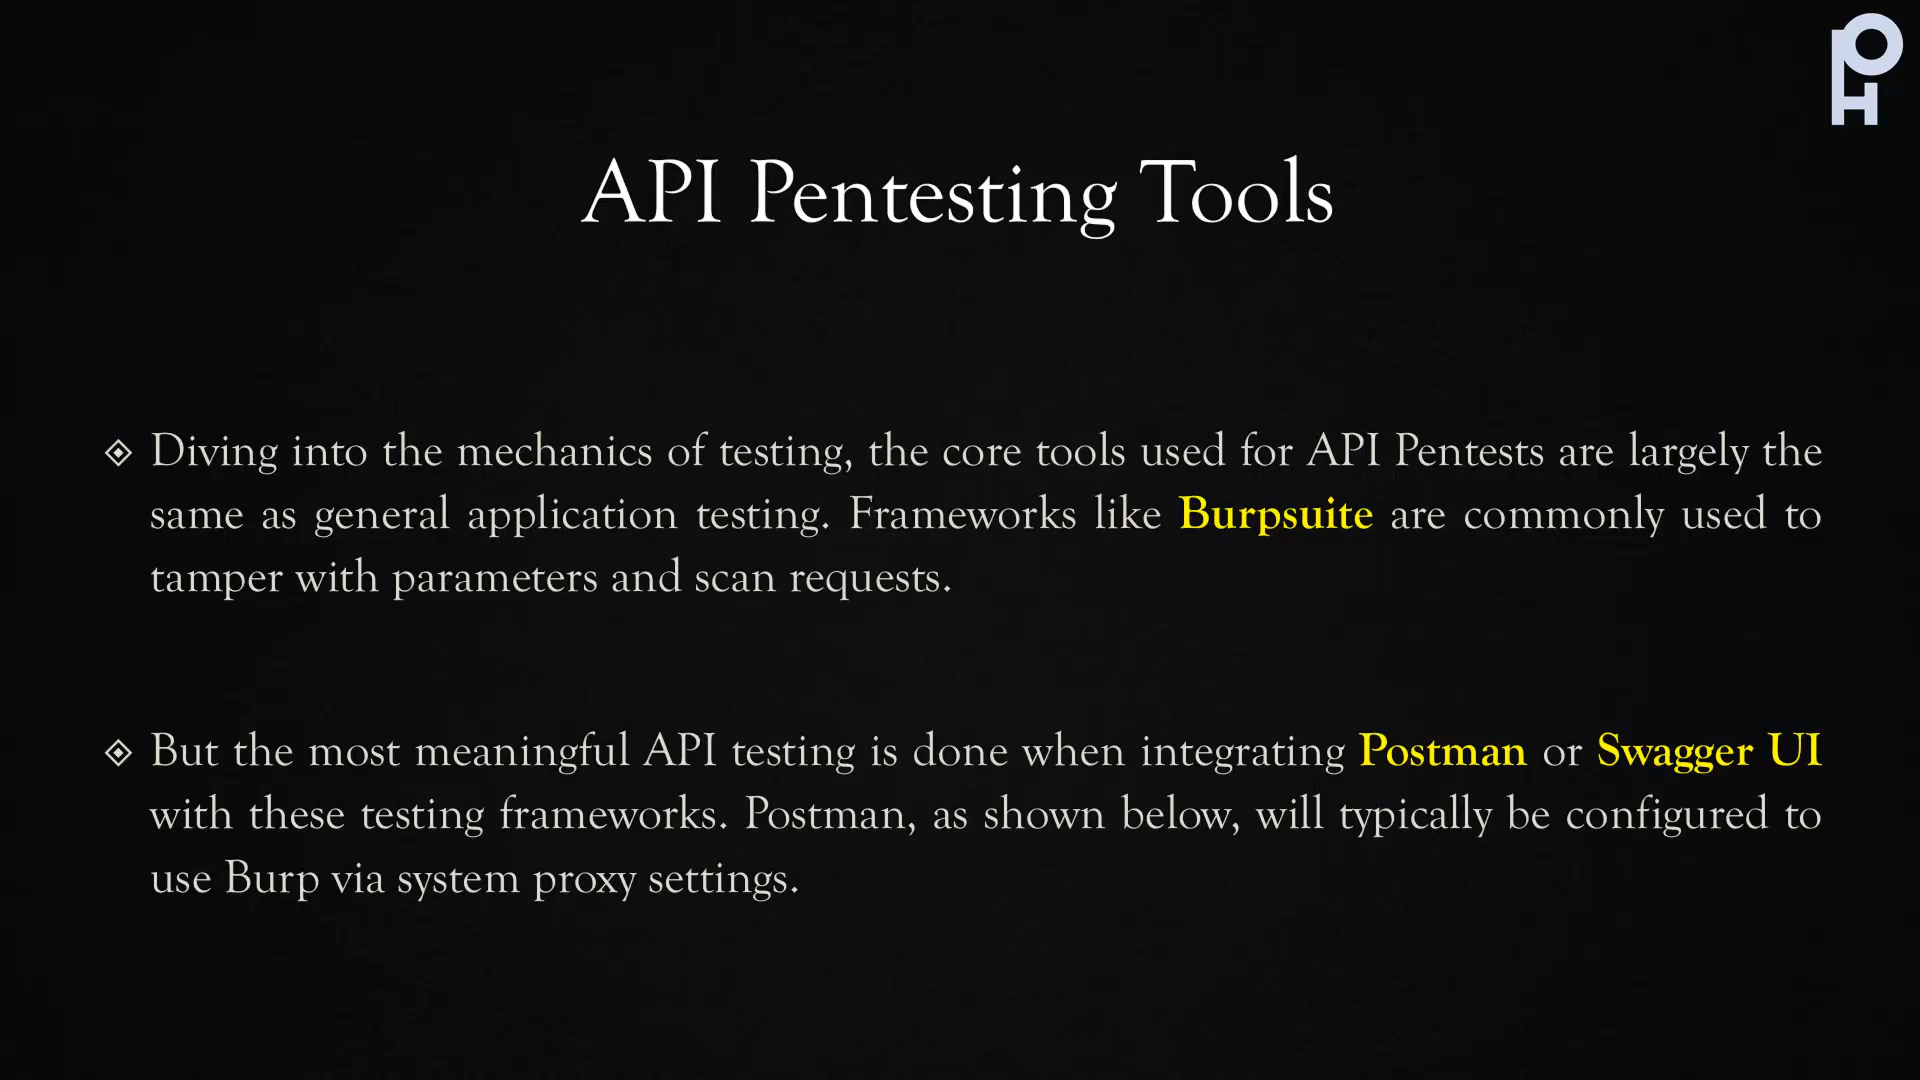 API Pentesting Tools
Diving into the mechanics of testing, the core tools used for API Pentests are largely the
same as general application testing. Frameworks like Burpsuite are commonly used to
tamper with parameters and scan requests.
But the most meaningful API testing is done when integrating Postman or Swagger UI
with these testing frameworks. Postman, as shown below, will typically be configured to
use Burp via system proxy settings.